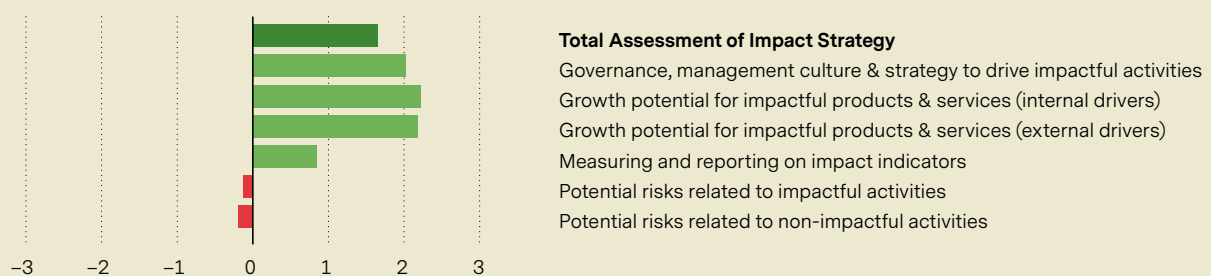 Total Assessment of Impact Strategy
Governance, management culture & strategy to drive impactful activities
Growth potential for impactful products & services (internal drivers)
Growth potential for impactful products & services (external drivers)
Measuring and reporting on impact indicators
Potential risks related to impactful activities
Potential risks related to non-impactful activities
−3 −2 −1 0 1 2 3